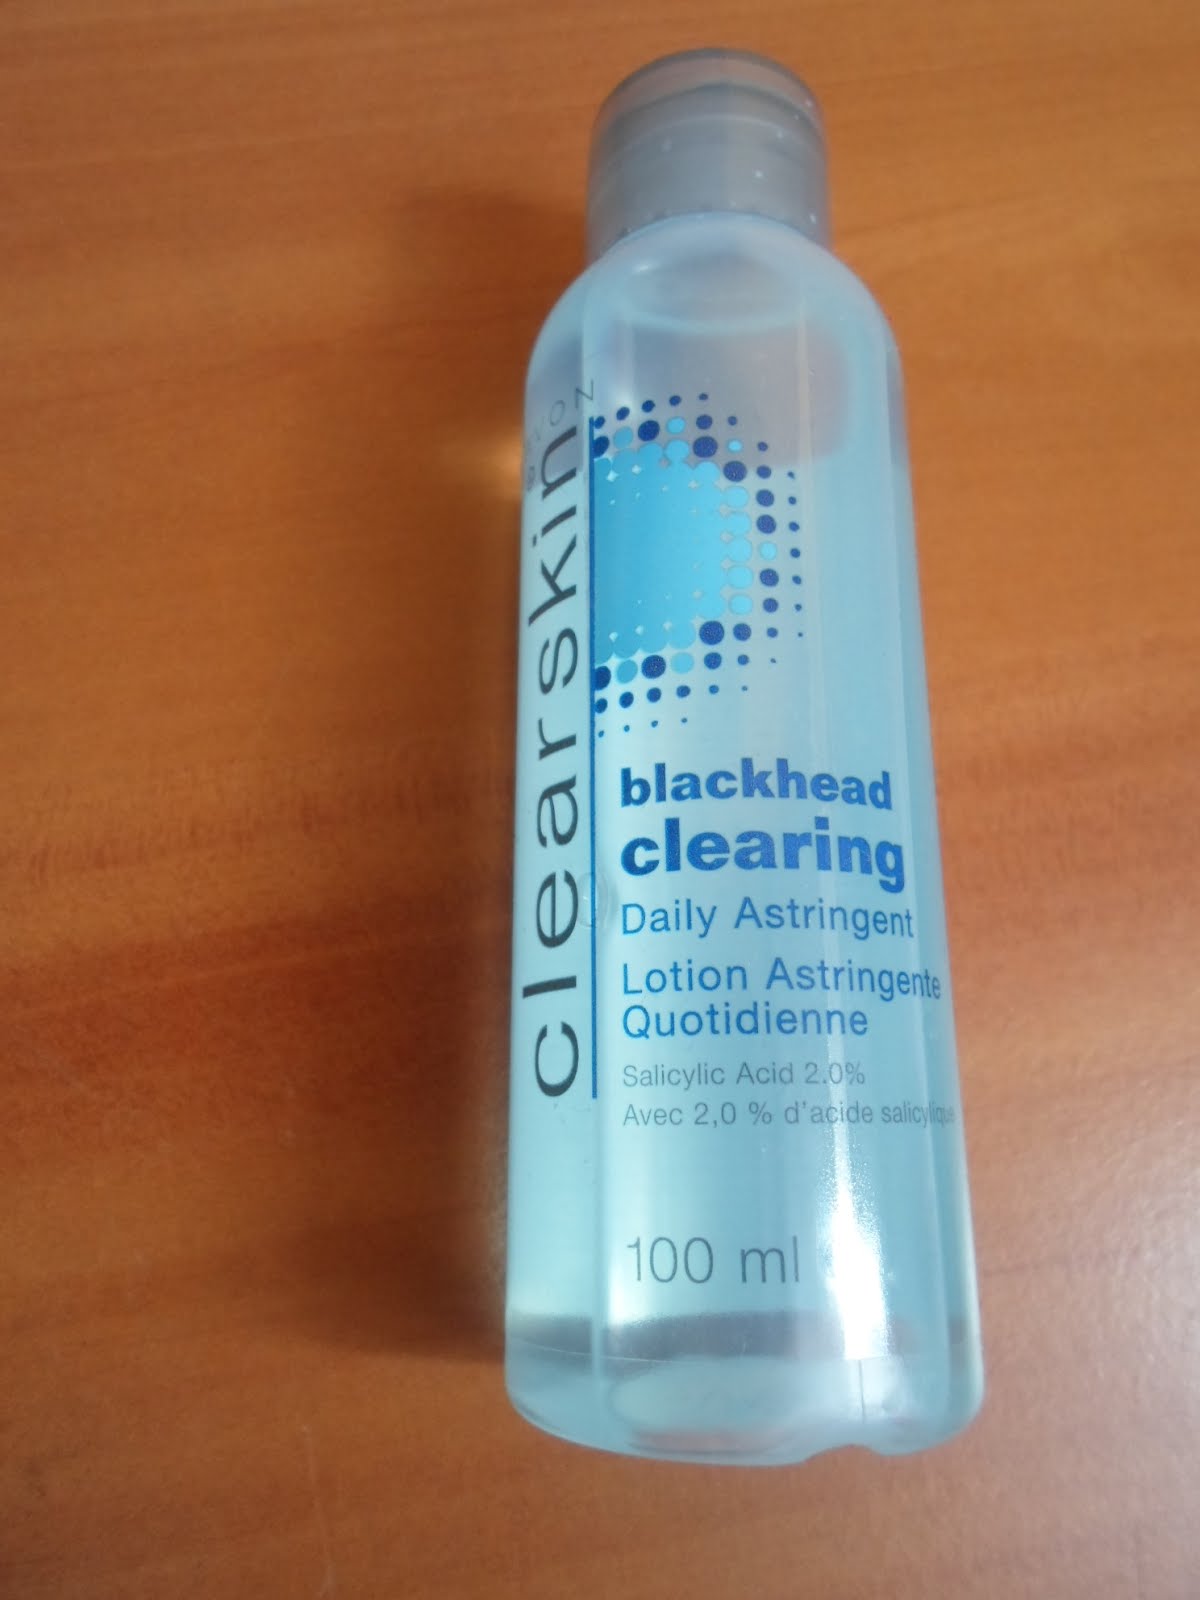 AVON
clearskin
blackhead
clearing
Daily Astringent
Lotion Astringente
Quotidienne
Salicylic Acid 2.0%
Avec 2,0 % d'acide salicylique
100 ml